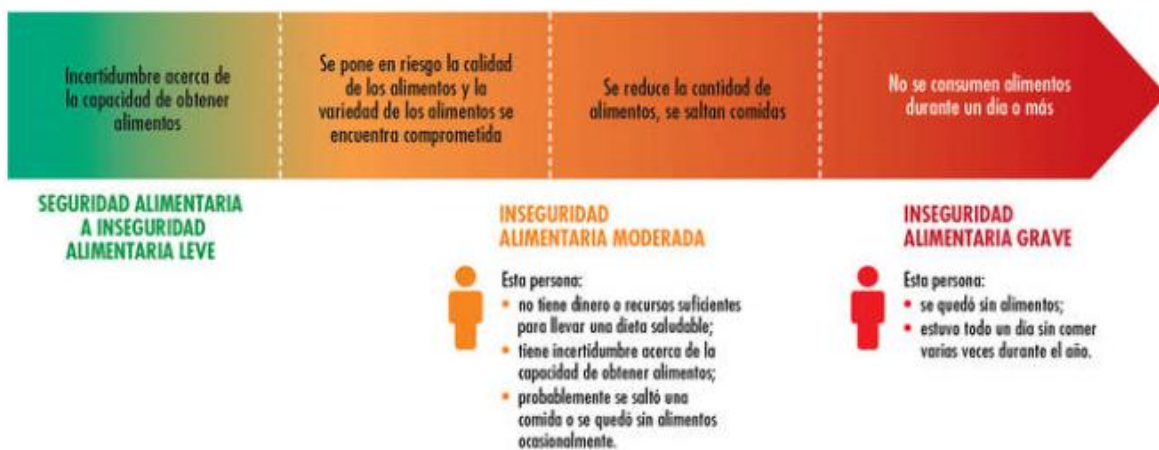 Incertidumbre acerca de
la capacidad de obtener
alimentos
Se pone en riesgo la calidad
de los alimentos y la
variedad de los alimentos se
encuentra comprometida
Se reduce la cantidad de
alimentos, se saltan comidas
No se consumen alimentos
durante un día o más
SEGURIDAD ALIMENTARIA
A INSEGURIDAD
ALIMENTARIA LEVE
INSEGURIDAD
ALIMENTARIA MODERADA
Esta persona:
• no tiene dinero o recursos suficientes
para llevar una dieta saludable;
• tiene incertidumbre acerca de la
capacidad de obtener alimentos;
• probablemente se saltó una
comida o se quedó sin alimentos
ocasionalmente.
INSEGURIDAD
ALIMENTARIA GRAVE
Esta persona:
• se quedó sin alimentos;
• estuvo todo un día sin comer
varias veces durante el año.